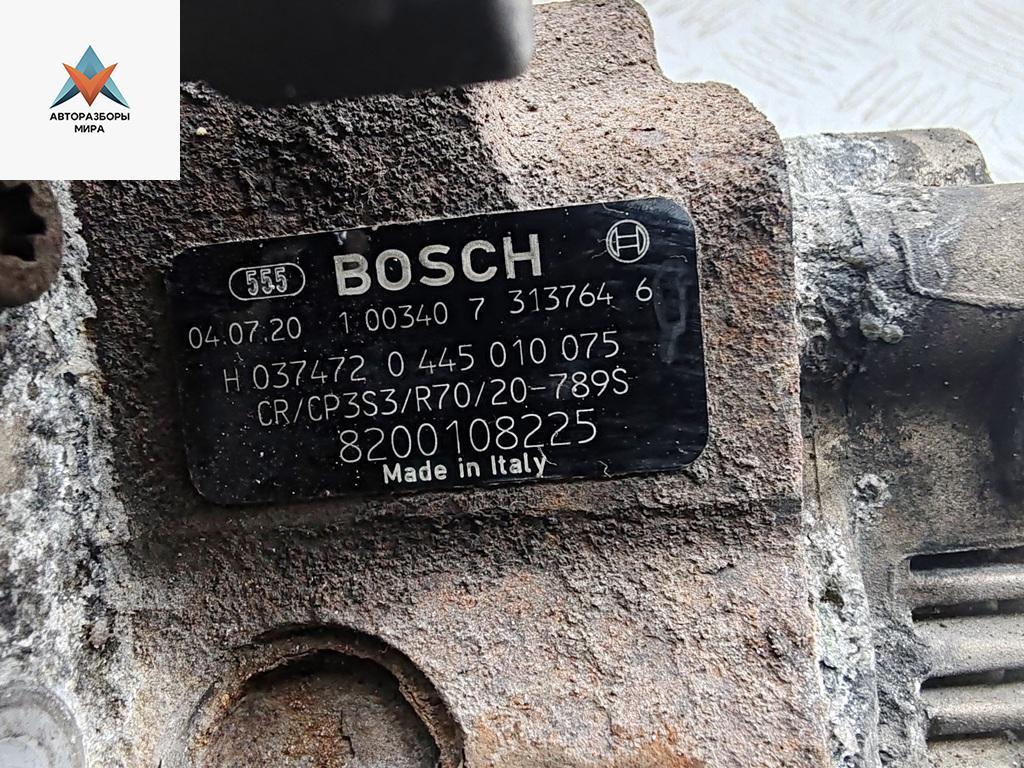 АВТОРАЗБОРЫ
МИРА
555 BOSCH H
04.07.20 1 00340 7 313764 6
H 037472 0 445 010 075
CR/CP3S3/R70/20-789S
8200108225
Made in Italy